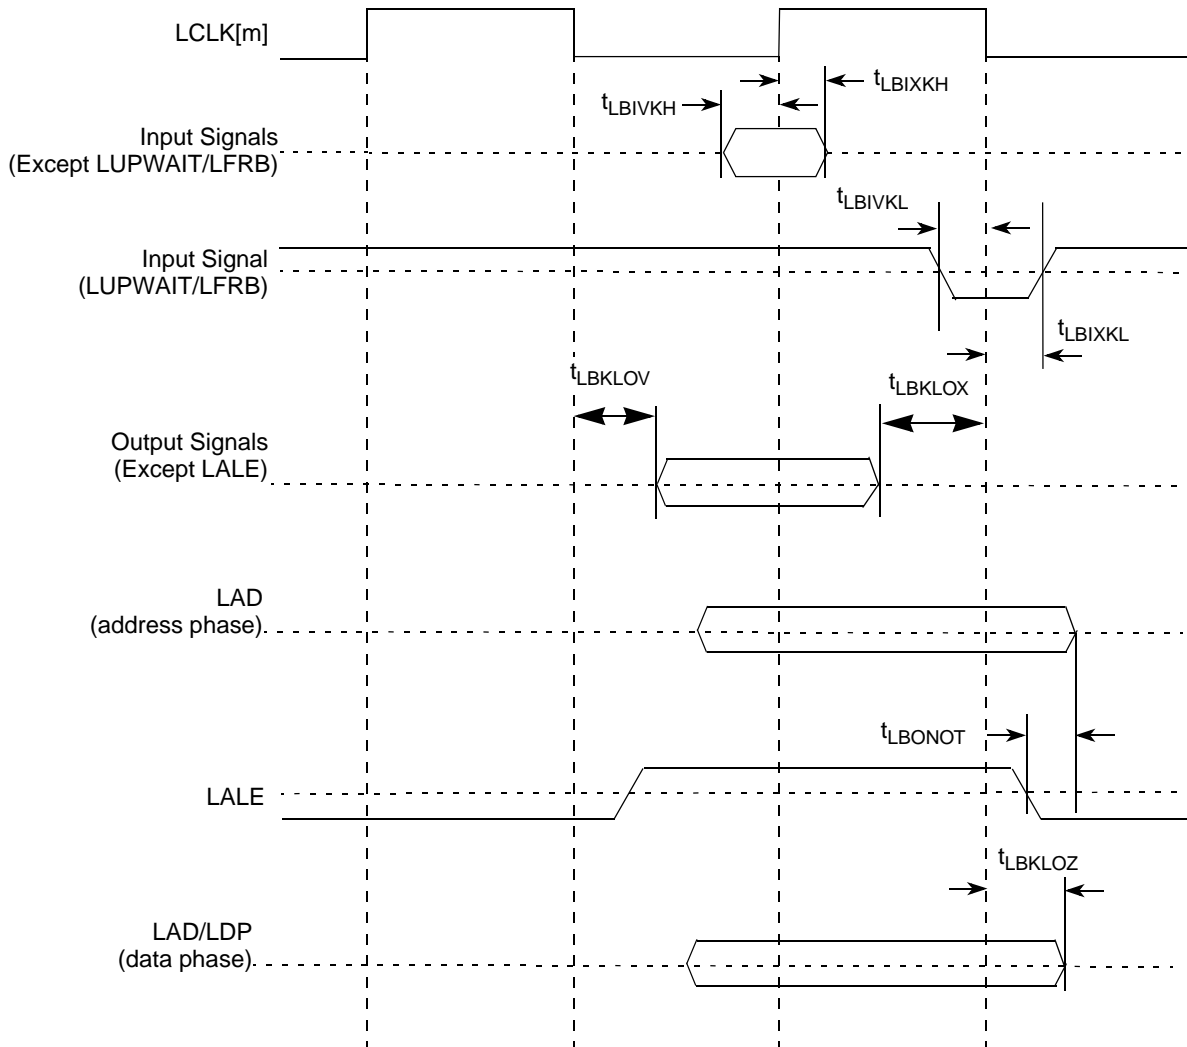 LCLK[m]
tLBIXKH
tLBIVKH
Input Signals
(Except LUPWAIT/LFRB)
tLBIVKL
Input Signal
(LUPWAIT/LFRB)
tLBIXKL
tLBKLOV
tLBKLOX
Output Signals
(Except LALE)
LAD
(address phase)
tLBONOT
LALE
tLBKLOZ
LAD/LDP
(data phase)